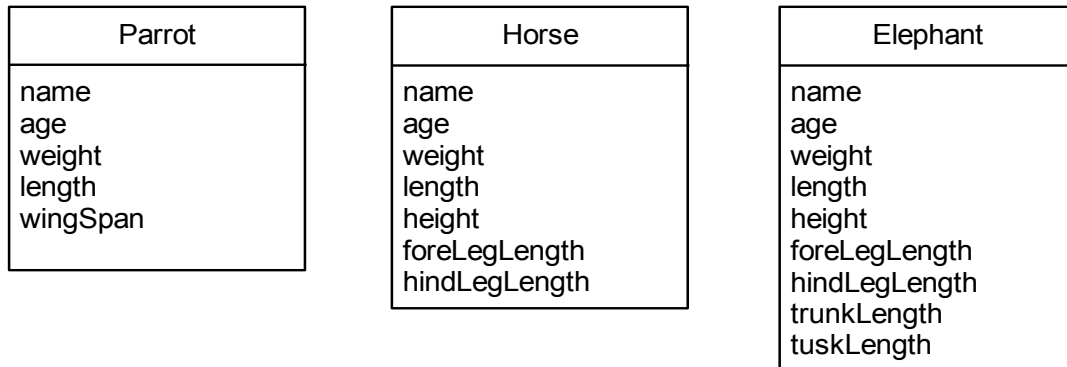 Parrot
name
age
weight
length
wingSpan
Horse
name
age
weight
length
height
foreLegLength
hindLegLength
Elephant
name
age
weight
length
height
foreLegLength
hindLegLength
trunkLength
tuskLength